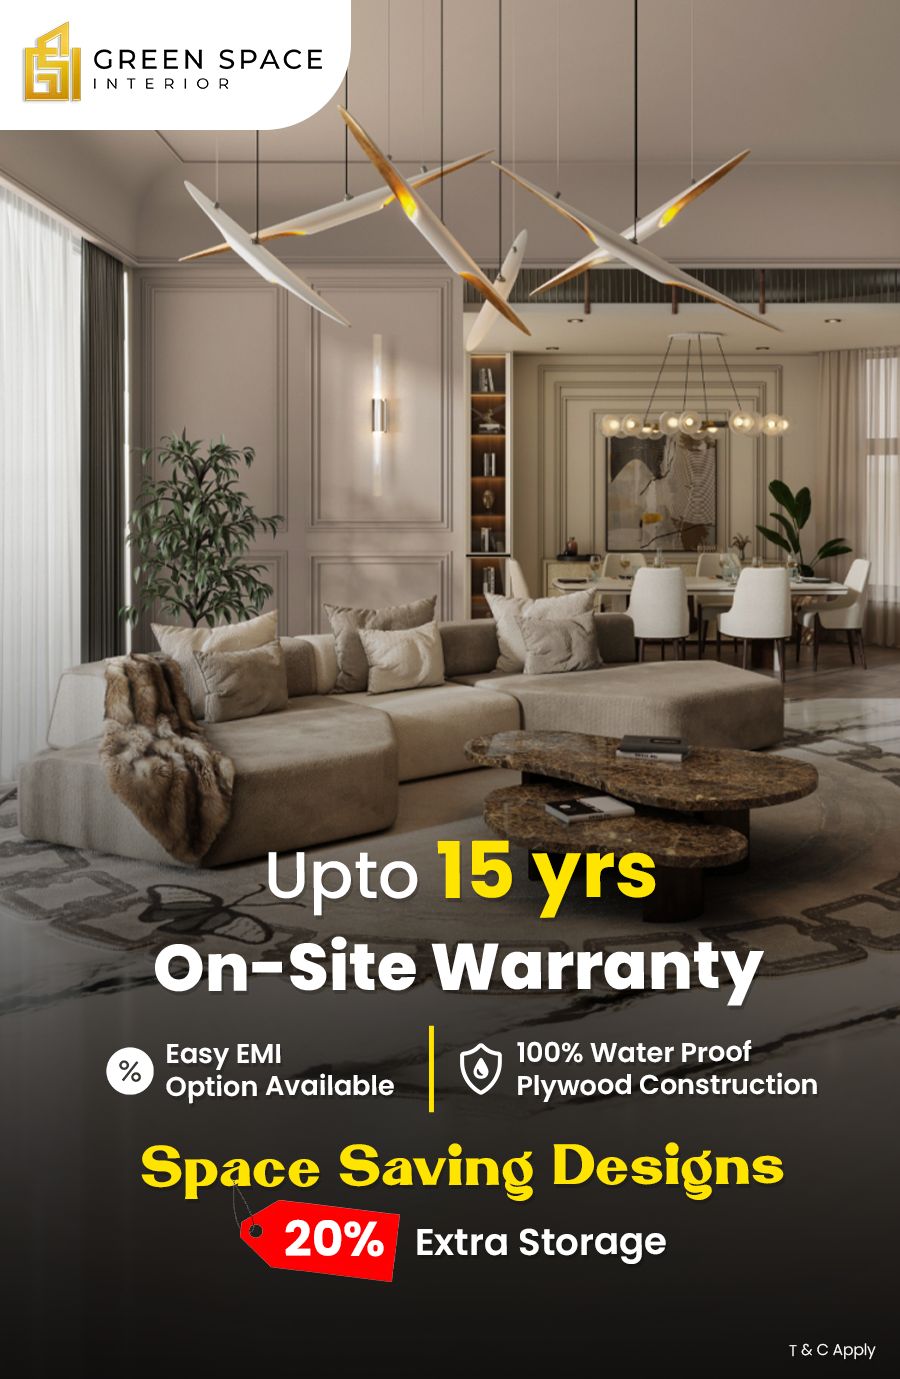 GREEN SPACE
INTERIOR
Upto 15 yrs
On-Site Warranty
Easy EMI
Option Available
100% Water Proof
Plywood Construction
Space Saving Designs
20% Extra Storage
T & C Apply